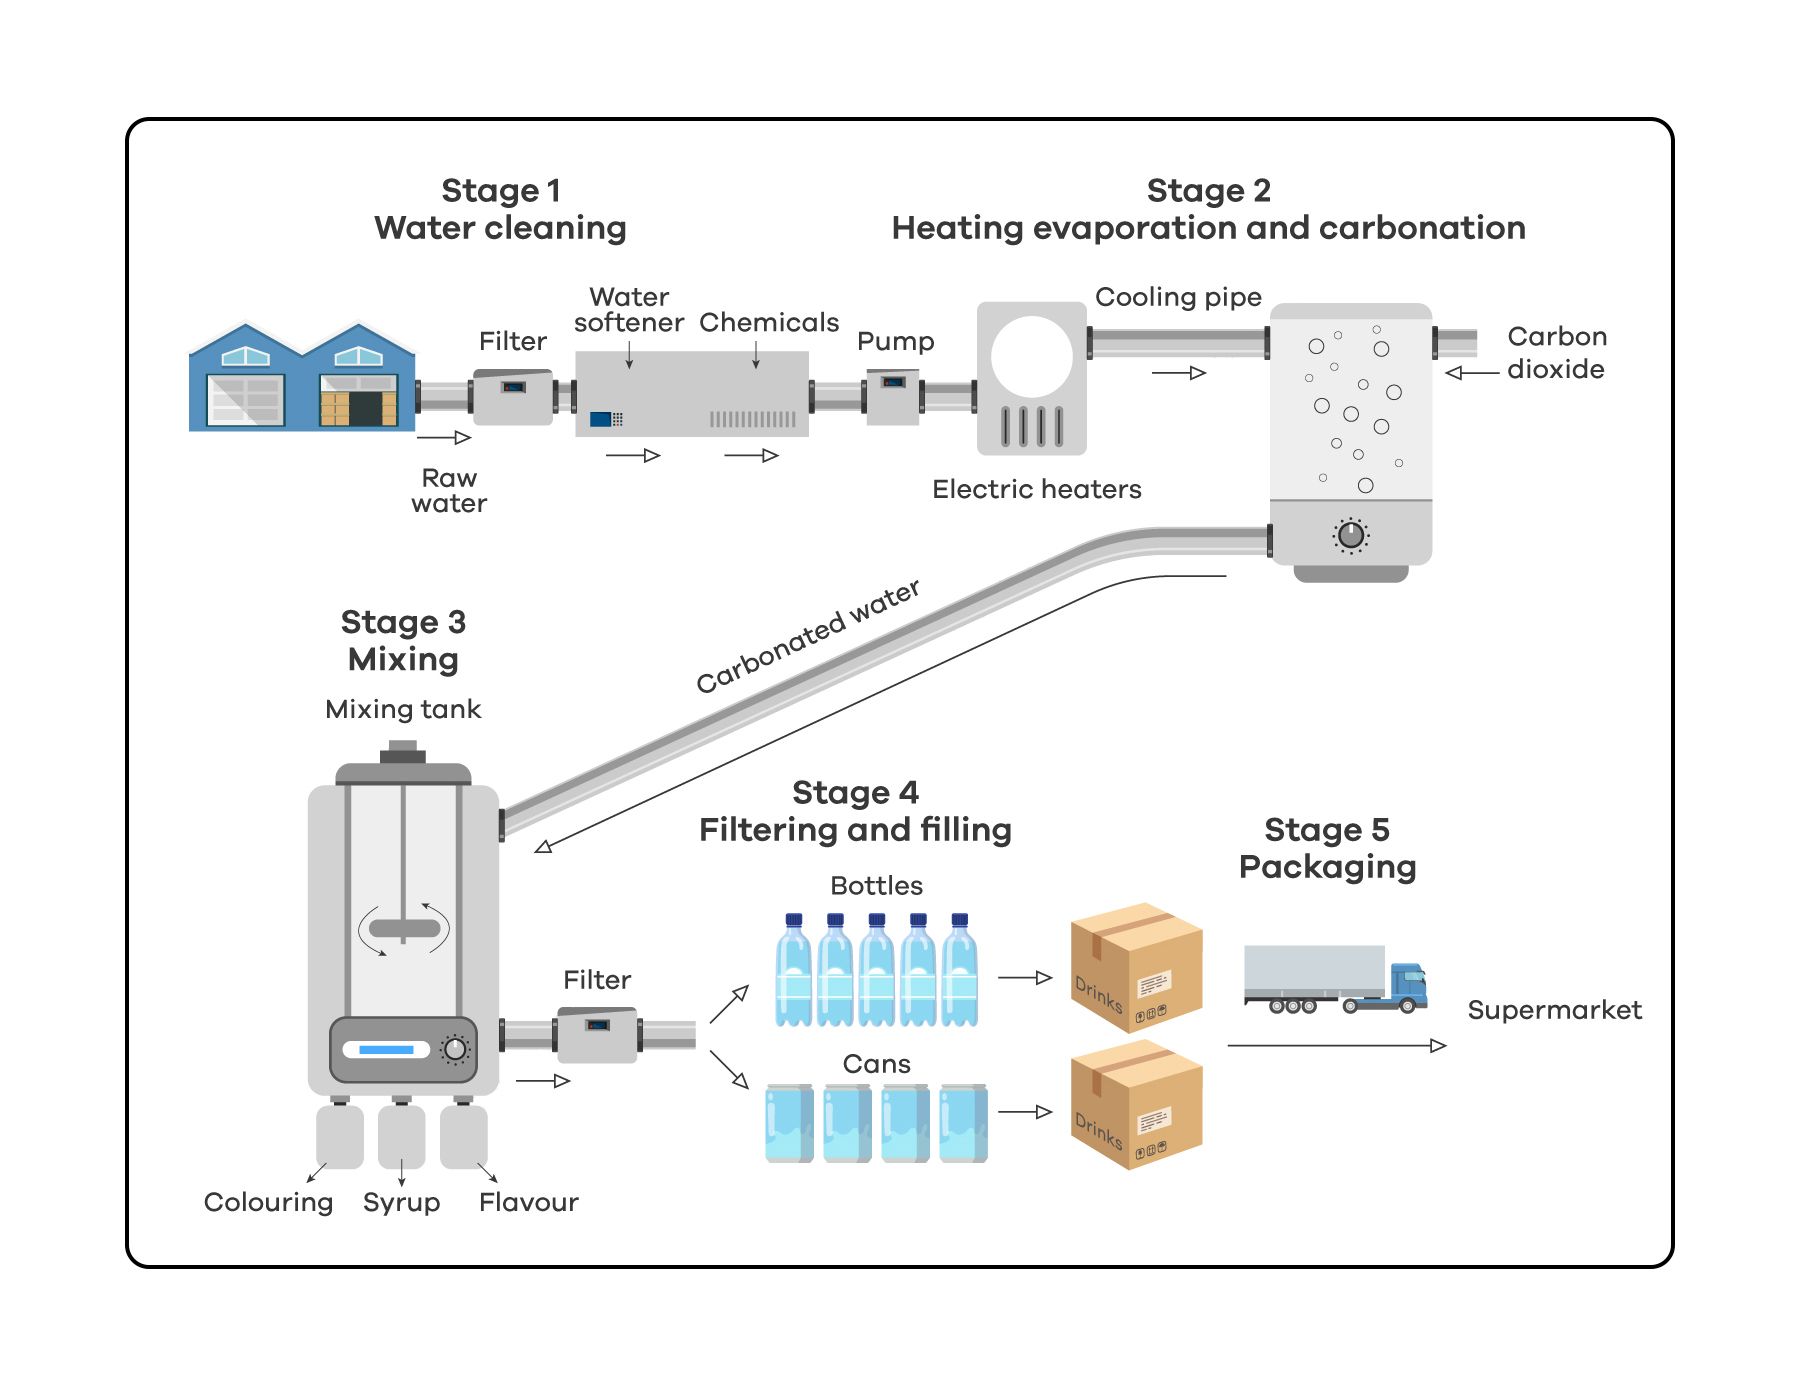 Stage 1
Water cleaning
Stage 2
Heating evaporation and carbonation
Filter
Water
softener
Chemicals
Pump
Cooling pipe
Carbon
dioxide
Raw
water
Electric heaters
Carbonated water
Stage 3
Mixing
Mixing tank
Stage 4
Filtering and filling
Stage 5
Packaging
Bottles
Filter
Drinks
Supermarket
Cans
Drinks
Colouring
Syrup
Flavour